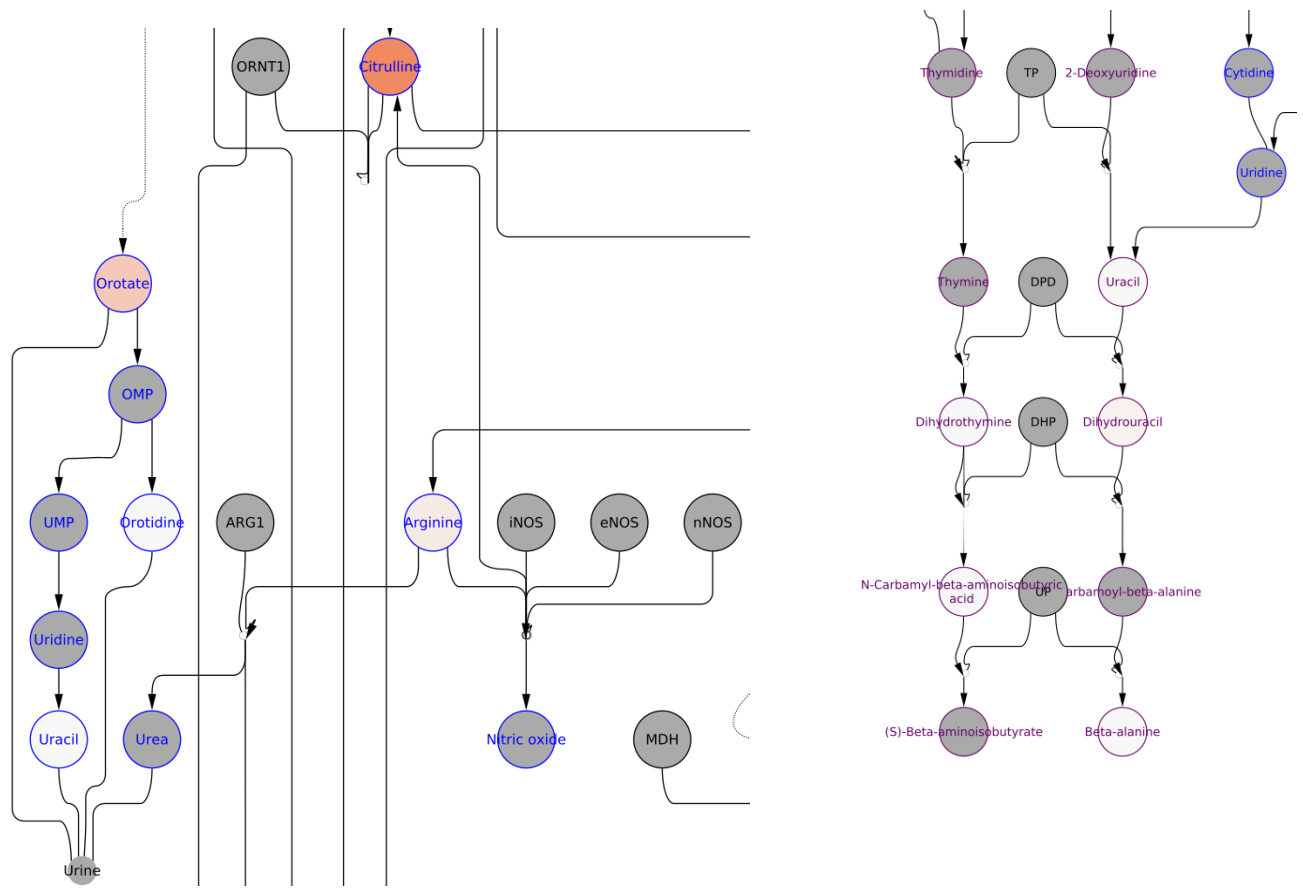 ORNT1
Citrulline
Orotate
OMP
UMP
Orotidine
ARG1
Arginine
iNOS
eNOS
nNOS
Uridine
Uracil
Urea
Nitric oxide
MDH
Urine
Thymidine
TP
2-Deoxyuridine
Cytidine
Uridine
Thymine
DPD
Uracil
Dihydrothymine
DHP
Dihydrouracil
N-Carbamyl-beta-aminoisobutyric
acid
UP
arbamoyl-beta-alanine
(S)-Beta-aminoisobutyrate
Beta-alanine